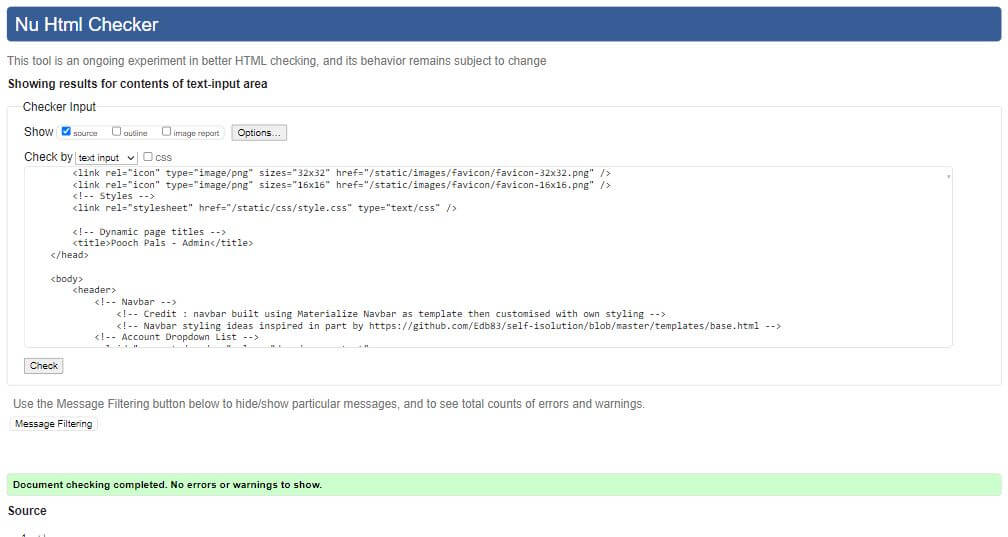 Nu Html Checker
This tool is an ongoing experiment in better HTML checking, and its behavior remains subject to change
Showing results for contents of text-input area
Checker Input
Show source outline image report Options...
Check by text input css
<link rel="icon" type="image/png" sizes="32x32" href="/static/images/favicon/favicon-32x32.png" />
<link rel="icon" type="image/png" sizes="16x16" href="/static/images/favicon/favicon-16x16.png" />
<!-- Styles -->
<link rel="stylesheet" href="/static/css/style.css" type="text/css" />
<!-- Dynamic page titles -->
<title>Pooch Pals - Admin</title>
</head>
<body>
<header>
<!-- Navbar -->
<!-- Credit : navbar built using Materialize Navbar as template then customised with own styling -->
<!-- Navbar styling ideas inspired in part by https://github.com/Edb83/self-isolution/blob/master/templates/base.html -->
<!-- Account Dropdown List -->
Check
Use the Message Filtering button below to hide/show particular messages, and to see total counts of errors and warnings.
Message Filtering
Document checking completed. No errors or warnings to show.
Source